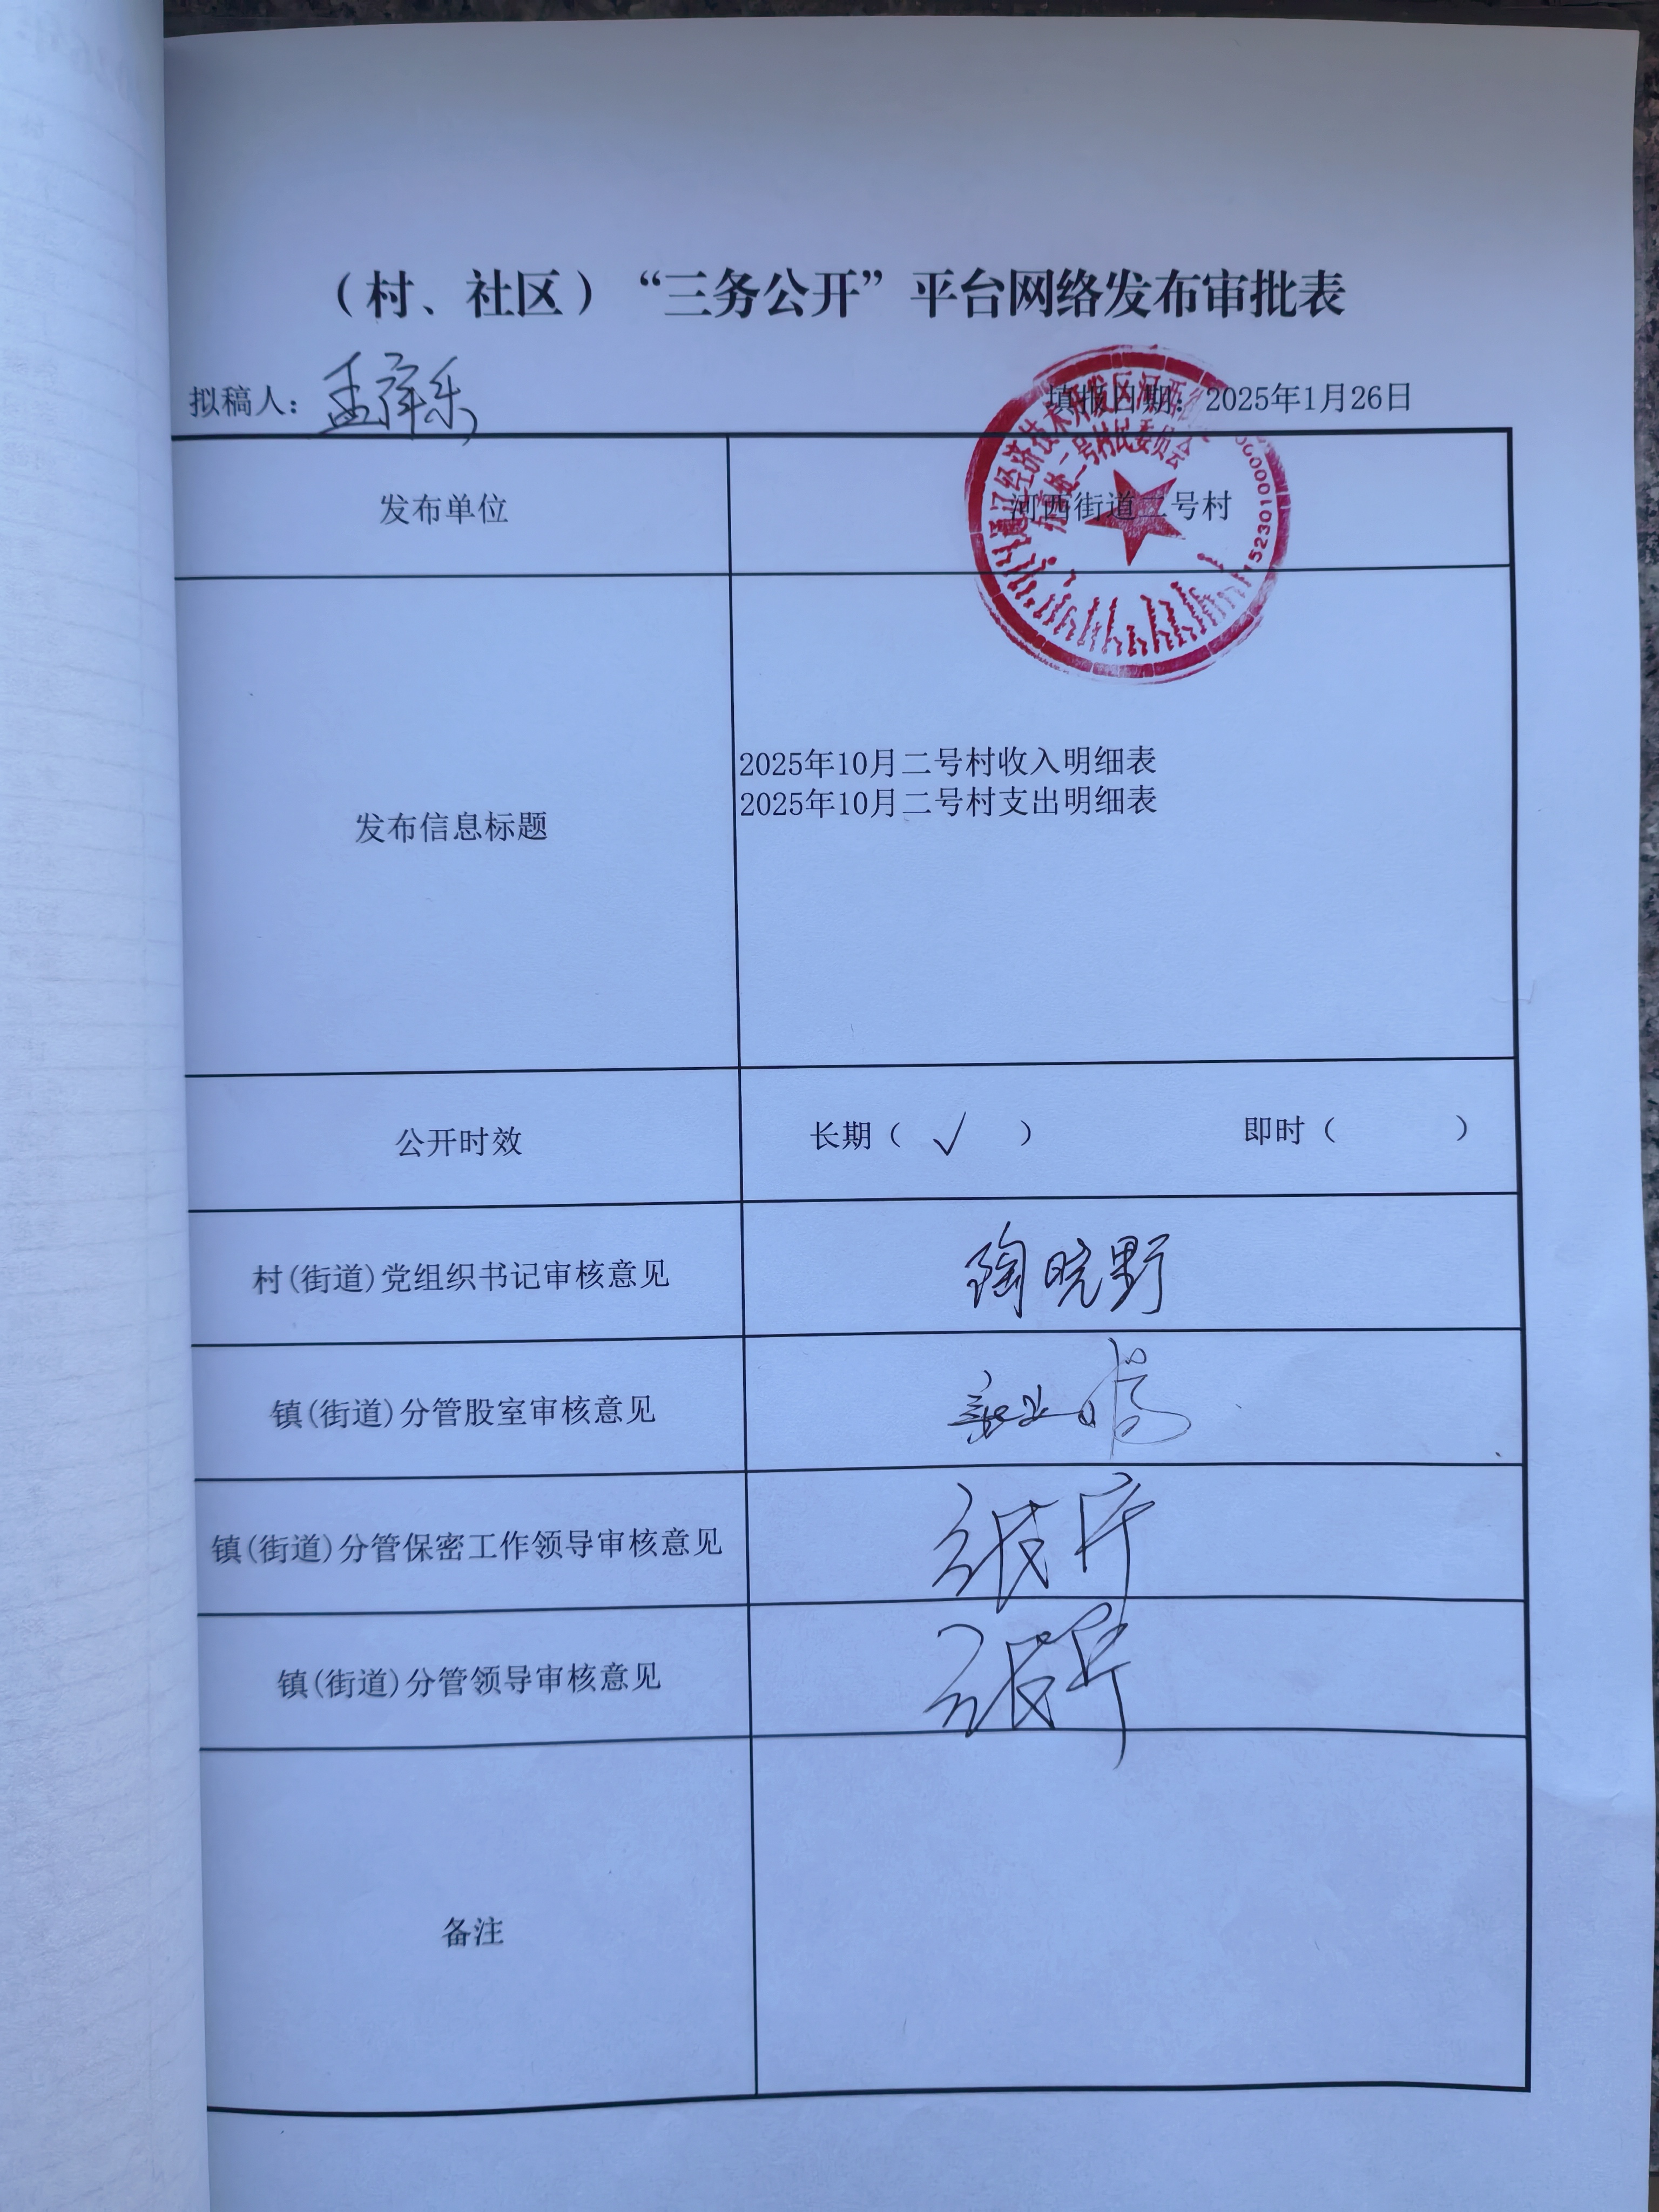 （村、社区）“三务公开”平台网络发布审批表
拟稿人：孟祥东 填报日期：2025年1月26日
发布单位 河西街道二号村
发布信息标题
2025年10月二号村收入明细表
2025年10月二号村支出明细表
公开时效 长期（ √ ） 即时（ ）
村(街道)党组织书记审核意见 陶晓野
镇(街道)分管股室审核意见
镇(街道)分管保密工作领导审核意见
镇(街道)分管领导审核意见
备注